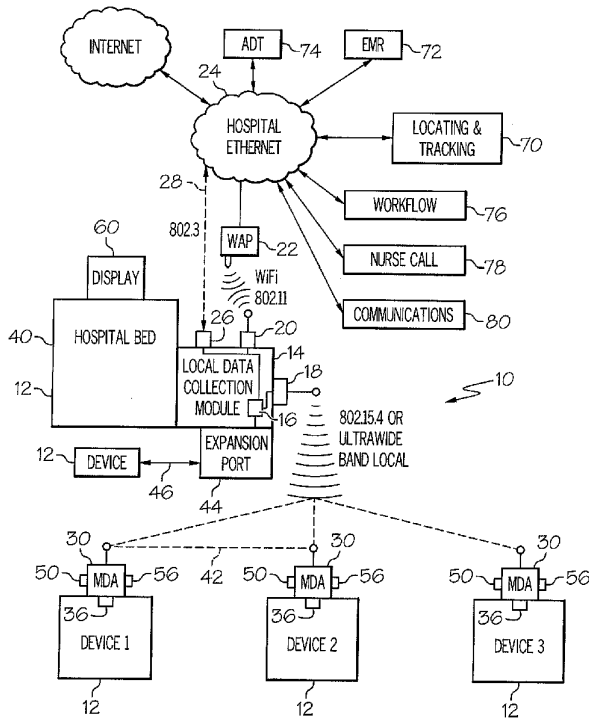 INTERNET
ADT
74
EMR
72
24
HOSPITAL
ETHERNET
LOCATING &
TRACKING
70
28
802.3
WAP
22
WORKFLOW
76
NURSE CALL
78
COMMUNICATIONS
80
60
DISPLAY
WiFi
802.11
26
20
14
40
HOSPITAL BED
12
LOCAL DATA
COLLECTION
MODULE
18
16
10
802.15.4 OR
ULTRAWIDE
BAND LOCAL
12
DEVICE
46
EXPANSION
PORT
44
30
42
30
30
50
MDA
56
50
MDA
56
50
MDA
56
36
36
36
DEVICE 1
DEVICE 2
DEVICE 3
12
12
12